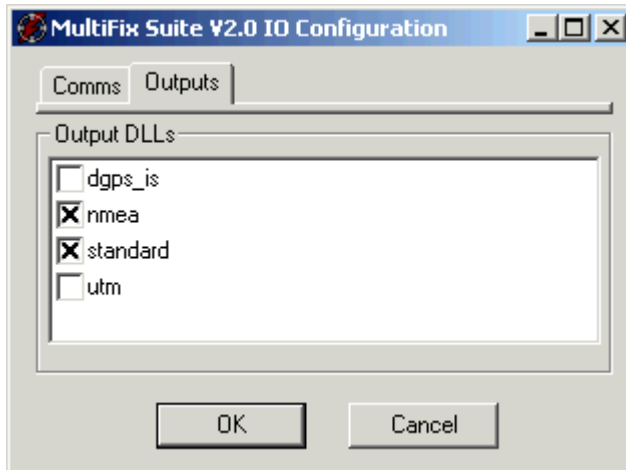 MultiFix Suite V2.0 IO Configuration
Comms Outputs
Output DLLs
dgps_is
nmea
standard
utm
OK Cancel